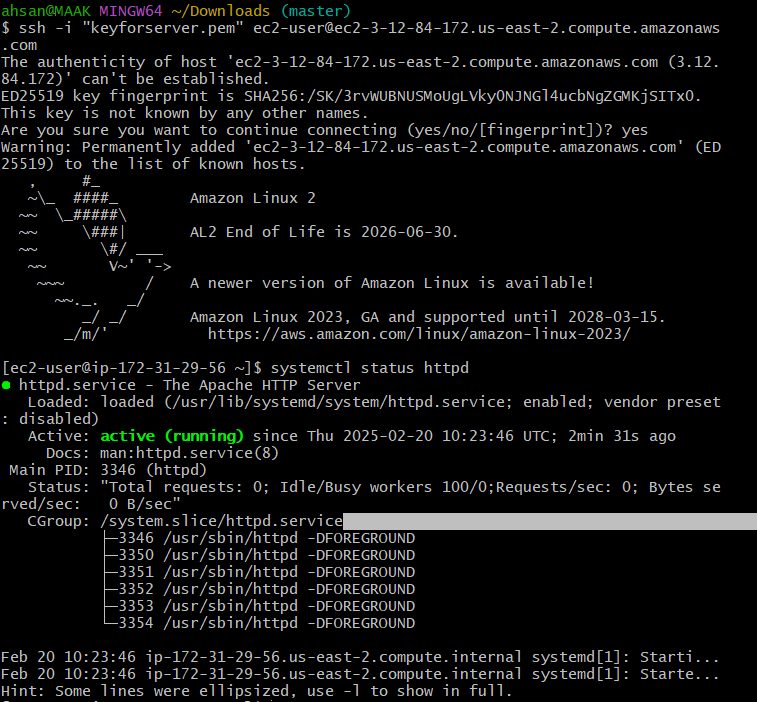 ahsan@MAAK MINGW64 ~/Downloads (master)
$ ssh -i "keyforserver.pem" ec2-user@ec2-3-12-84-172.us-east-2.compute.amazonaws
.com
The authenticity of host 'ec2-3-12-84-172.us-east-2.compute.amazonaws.com (3.12.
84.172)' can't be established.
ED25519 key fingerprint is SHA256:/SK/3rvWUBNUSMoUgLVky0NJNGl4ucbNgZGMKjSITx0.
This key is not known by any other names.
Are you sure you want to continue connecting (yes/no/[fingerprint])? yes
Warning: Permanently added 'ec2-3-12-84-172.us-east-2.compute.amazonaws.com' (ED
25519) to the list of known hosts.
   ,     #_
   ~\_  ####_        Amazon Linux 2
  ~~  \_#####\
  ~~     \###|       AL2 End of Life is 2026-06-30.
  ~~       \#/ ___
   ~~       V~' '->
    ~~~         /    A newer version of Amazon Linux is available!
      ~~._.   _/
         _/ _/       Amazon Linux 2023, GA and supported until 2028-03-15.
       _/m/'           https://aws.amazon.com/linux/amazon-linux-2023/
[ec2-user@ip-172-31-29-56 ~]$ systemctl status httpd
● httpd.service - The Apache HTTP Server
   Loaded: loaded (/usr/lib/systemd/system/httpd.service; enabled; vendor preset
: disabled)
   Active: active (running) since Thu 2025-02-20 10:23:46 UTC; 2min 31s ago
     Docs: man:httpd.service(8)
 Main PID: 3346 (httpd)
   Status: "Total requests: 0; Idle/Busy workers 100/0;Requests/sec: 0; Bytes se
rved/sec:   0 B/sec"
   CGroup: /system.slice/httpd.service
           ├─3346 /usr/sbin/httpd -DFOREGROUND
           ├─3350 /usr/sbin/httpd -DFOREGROUND
           ├─3351 /usr/sbin/httpd -DFOREGROUND
           ├─3352 /usr/sbin/httpd -DFOREGROUND
           ├─3353 /usr/sbin/httpd -DFOREGROUND
           └─3354 /usr/sbin/httpd -DFOREGROUND
Feb 20 10:23:46 ip-172-31-29-56.us-east-2.compute.internal systemd[1]: Starti...
Feb 20 10:23:46 ip-172-31-29-56.us-east-2.compute.internal systemd[1]: Starte...
Hint: Some lines were ellipsized, use -l to show in full.